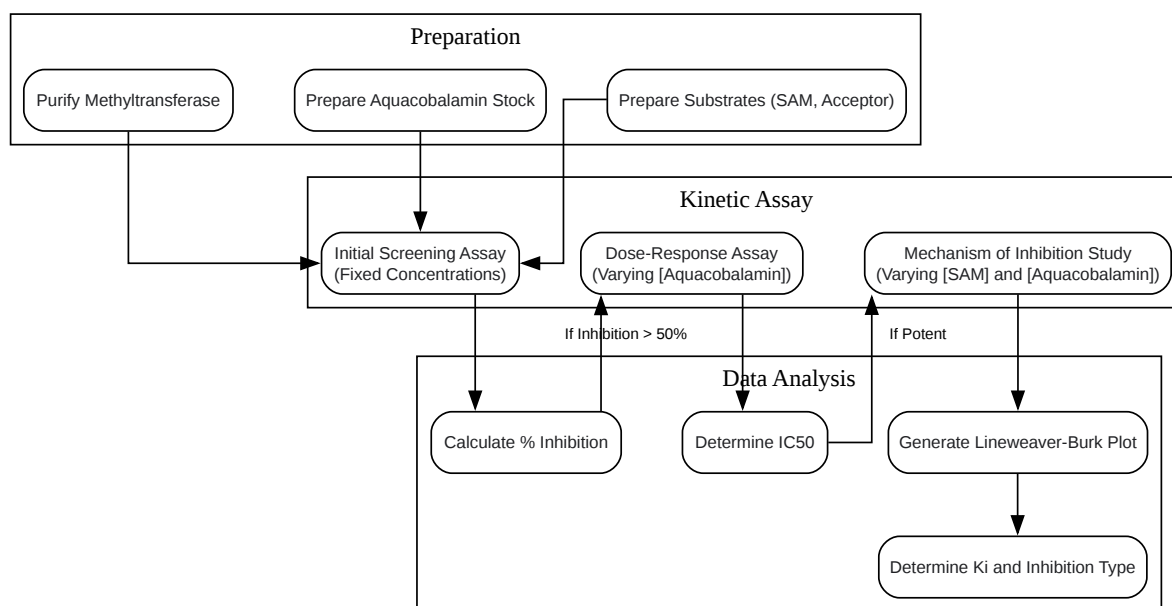 Preparation
Purify Methyltransferase
Prepare Aquacobalamin Stock
Prepare Substrates (SAM, Acceptor)
Kinetic Assay
Initial Screening Assay
(Fixed Concentrations)
Dose-Response Assay
(Varying [Aquacobalamin])
Mechanism of Inhibition Study
(Varying [SAM] and [Aquacobalamin])
If Inhibition > 50%
If Potent
Data Analysis
Calculate % Inhibition
Determine IC50
Generate Lineweaver-Burk Plot
Determine Ki and Inhibition Type